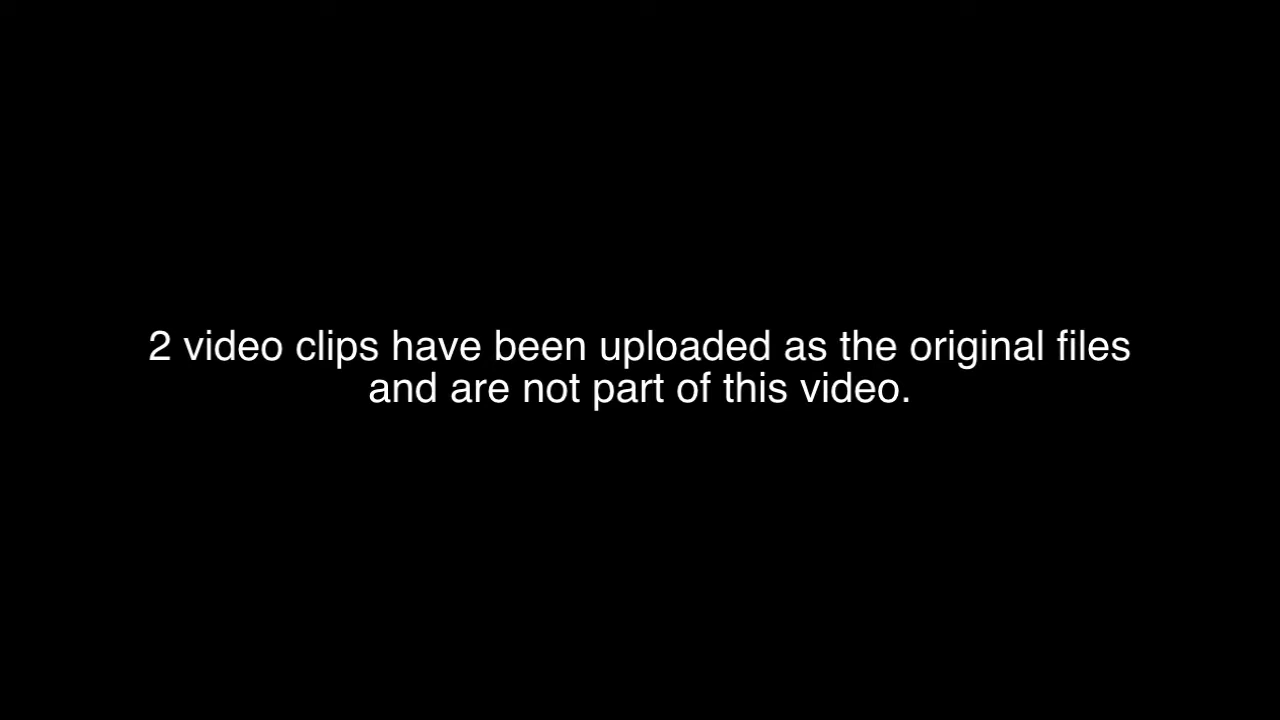 2 video clips have been uploaded as the original files
and are not part of this video.